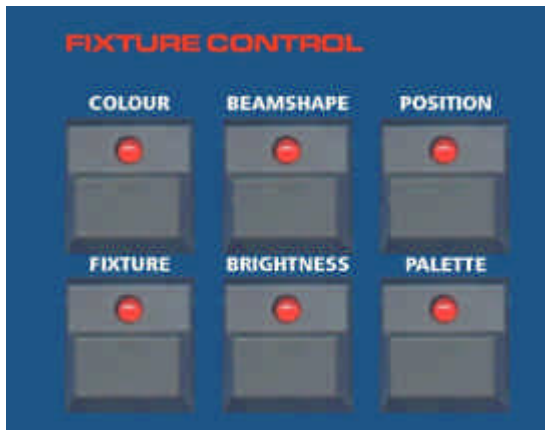 FIXTURE CONTROL
COLOUR BEAMSHAPE POSITION
FIXTURE BRIGHTNESS PALETTE